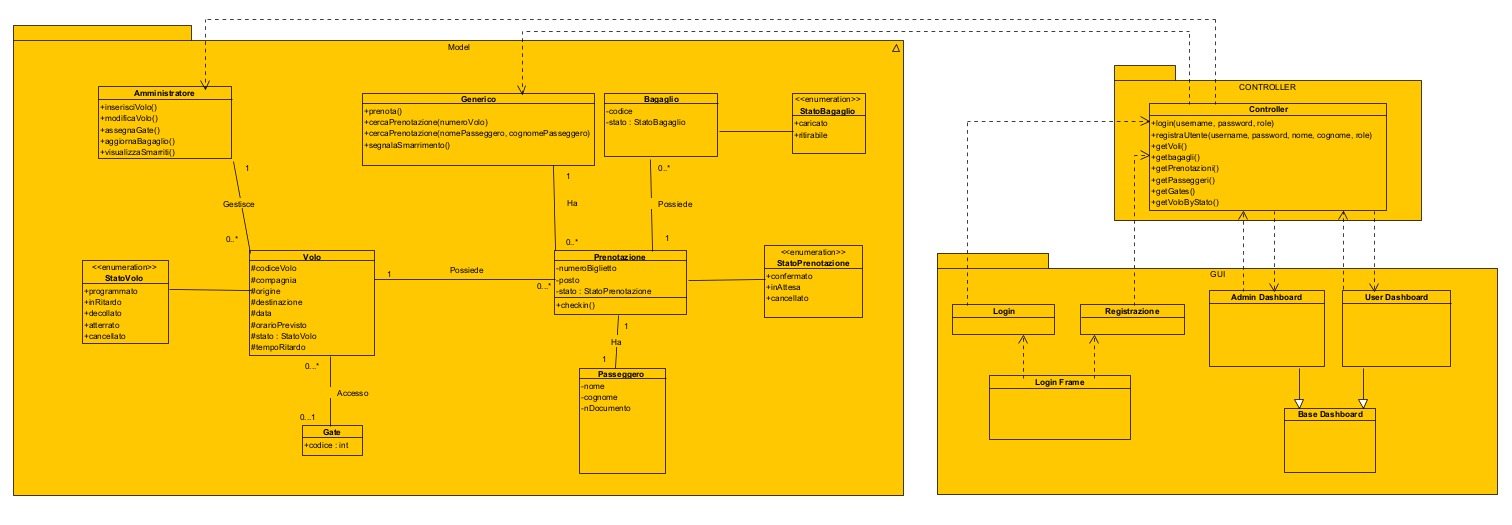 Model
Amministratore
+inserisciVolo()
+modificaVolo()
+assegnaGate()
+aggiornaBagaglio()
+visualizzaSmarriti()
Generico
+prenota()
+cercaPrenotazione(numeroVolo)
+cercaPrenotazione(nomePasseggero, cognomePasseggero)
+segnalaSmarrimento()
Bagaglio
-codice
-stato : StatoBagaglio
<<enumeration>>
StatoBagaglio
+caricato
+ritirabile
1
Gestisce
0..*
1
Ha
0..*
0..*
Possiede
1
<<enumeration>>
StatoVolo
+programmato
+inRitardo
+decollato
+atterrato
+cancellato
Volo
#codiceVolo
#compagnia
#origine
#destinazione
#data
#orarioPrevisto
#stato : StatoVolo
#tempoRitardo
1
Possiede
0...*
Prenotazione
-numeroBiglietto
-posto
-stato : StatoPrenotazione
+checkin()
<<enumeration>>
StatoPrenotazione
+confermato
+inAttesa
+cancellato
1
Ha
1
Passeggero
-nome
-cognome
-nDocumento
0...*
Accesso
0...1
Gate
+codice : int
CONTROLLER
Controller
+login(username, password, role)
+registraUtente(username, password, nome, cognome, role)
+getVoli()
+getbagagli()
+getPrenotazioni()
+getPasseggeri()
+getGates()
+getVoloByStato()
GUI
Login
Registrazione
Admin Dashboard
User Dashboard
Login Frame
Base Dashboard